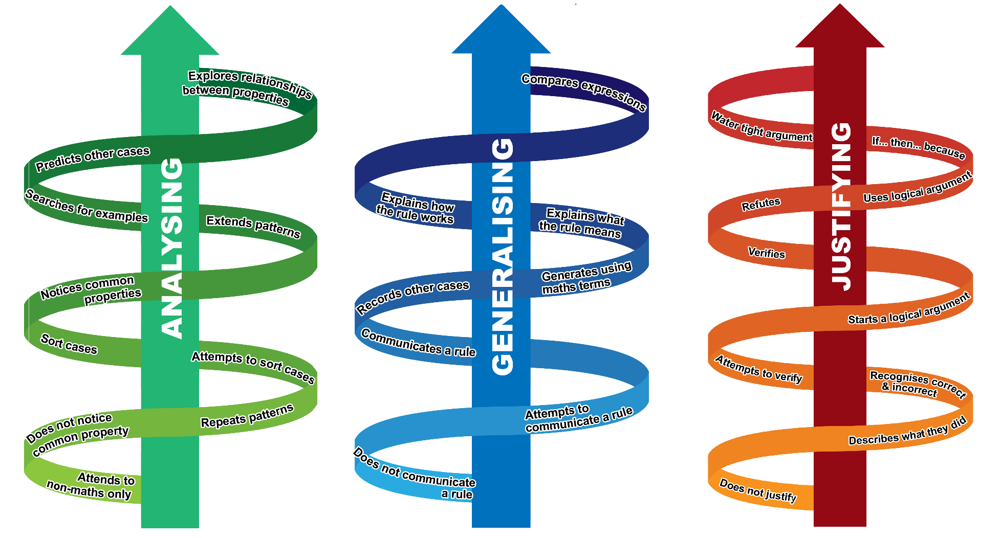 Explores relationships
between properties
Predicts other cases
Searches for examples
Extends patterns
Notices common
properties
Sort cases
Attempts to sort cases
Does not notice
common property
Repeats patterns
Attends to
non-maths only
ANALYSING
Compares expressions
Explains how
the rule works
Explains what
the rule means
Records other cases
Generates using
maths terms
Communicates a rule
Attempts to
communicate a rule
Does not communicate
a rule
GENERALISING
Water tight argument
If... then... because
Refutes
Uses logical argument
Verifies
Starts a logical argument
Attempts to verify
Recognises correct
& incorrect
Describes what they did
Does not justify
JUSTIFYING